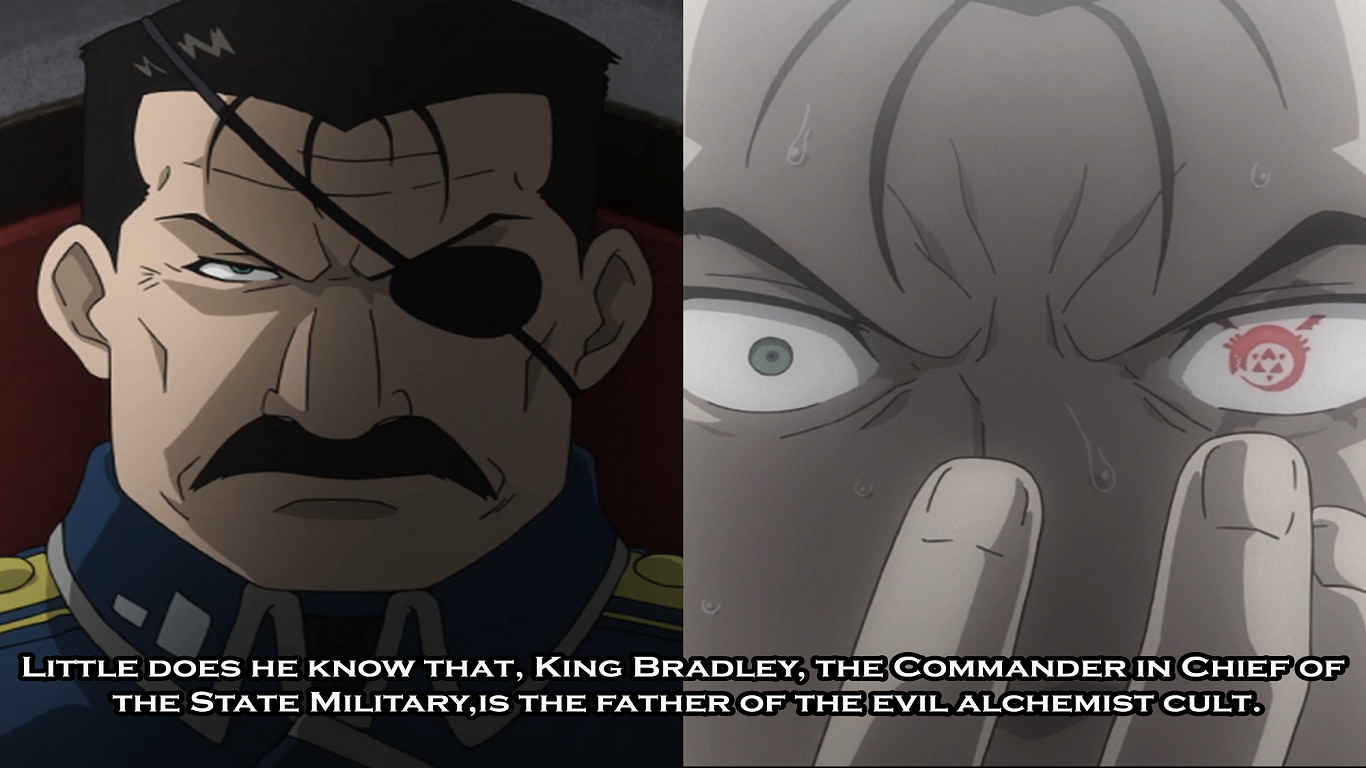 Little does he know that, King Bradley, the Commander in Chief of
the State Military,is the father of the evil alchemist cult.